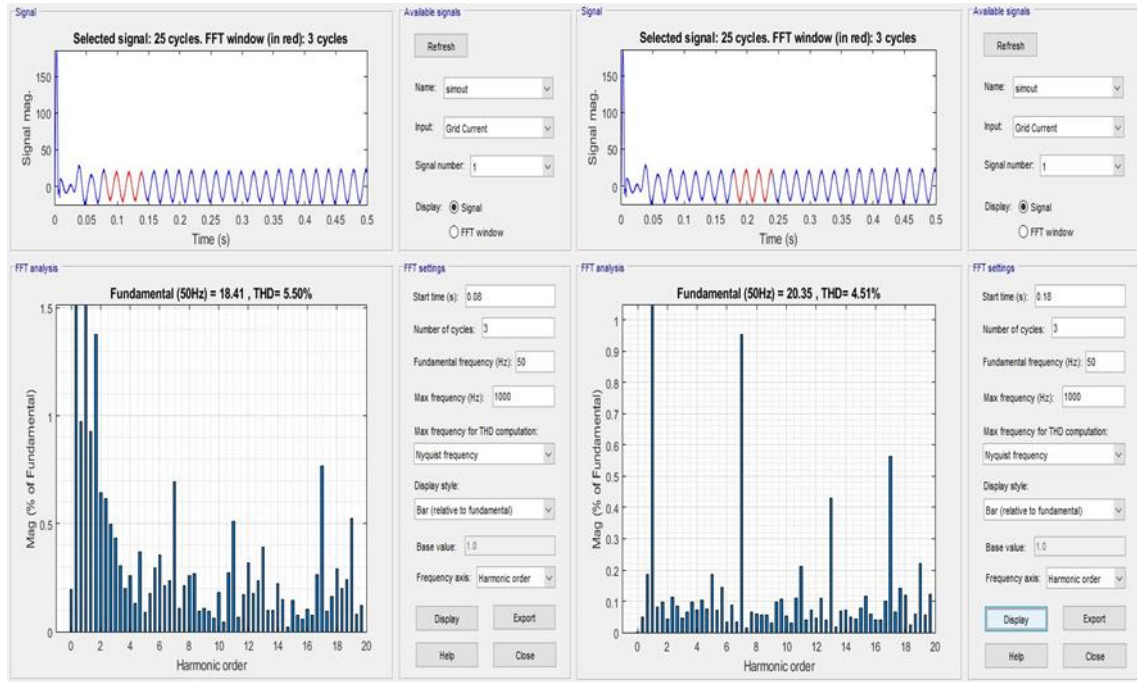 Signal
Selected signal: 25 cycles. FFT window (in red): 3 cycles
Signal mag.
150
100
50
0
0 0.05 0.1 0.15 0.2 0.25 0.3 0.35 0.4 0.45 0.5
Time (s)
Available signals
Refresh
Name: simout
Input: Grid Current
Signal number: 1
Display: Signal
FFT window
Signal
Selected signal: 25 cycles. FFT window (in red): 3 cycles
Signal mag.
150
100
50
0
0 0.05 0.1 0.15 0.2 0.25 0.3 0.35 0.4 0.45 0.5
Time (s)
Available signals
Refresh
Name: simout
Input: Grid Current
Signal number: 1
Display: Signal
FFT window
FFT analysis
Fundamental (50Hz) = 18.41 , THD= 5.50%
Mag (% of Fundamental)
1.5
1
0.5
0
0 2 4 6 8 10 12 14 16 18 20
Harmonic order
FFT settings
Start time (s): 0.08
Number of cycles: 3
Fundamental frequency (Hz): 50
Max frequency (Hz): 1000
Max frequency for THD computation:
Nyquist frequency
Display style:
Bar (relative to fundamental)
Base value: 1.0
Frequency axis: Harmonic order
Display Export
Help Close
FFT analysis
Fundamental (50Hz) = 20.35 , THD= 4.51%
Mag (% of Fundamental)
1
0.9
0.8
0.7
0.6
0.5
0.4
0.3
0.2
0.1
0
0 2 4 6 8 10 12 14 16 18 20
Harmonic order
FFT settings
Start time (s): 0.18
Number of cycles: 3
Fundamental frequency (Hz): 50
Max frequency (Hz): 1000
Max frequency for THD computation:
Nyquist frequency
Display style:
Bar (relative to fundamental)
Base value: 1.0
Frequency axis: Harmonic order
Display Export
Help Close